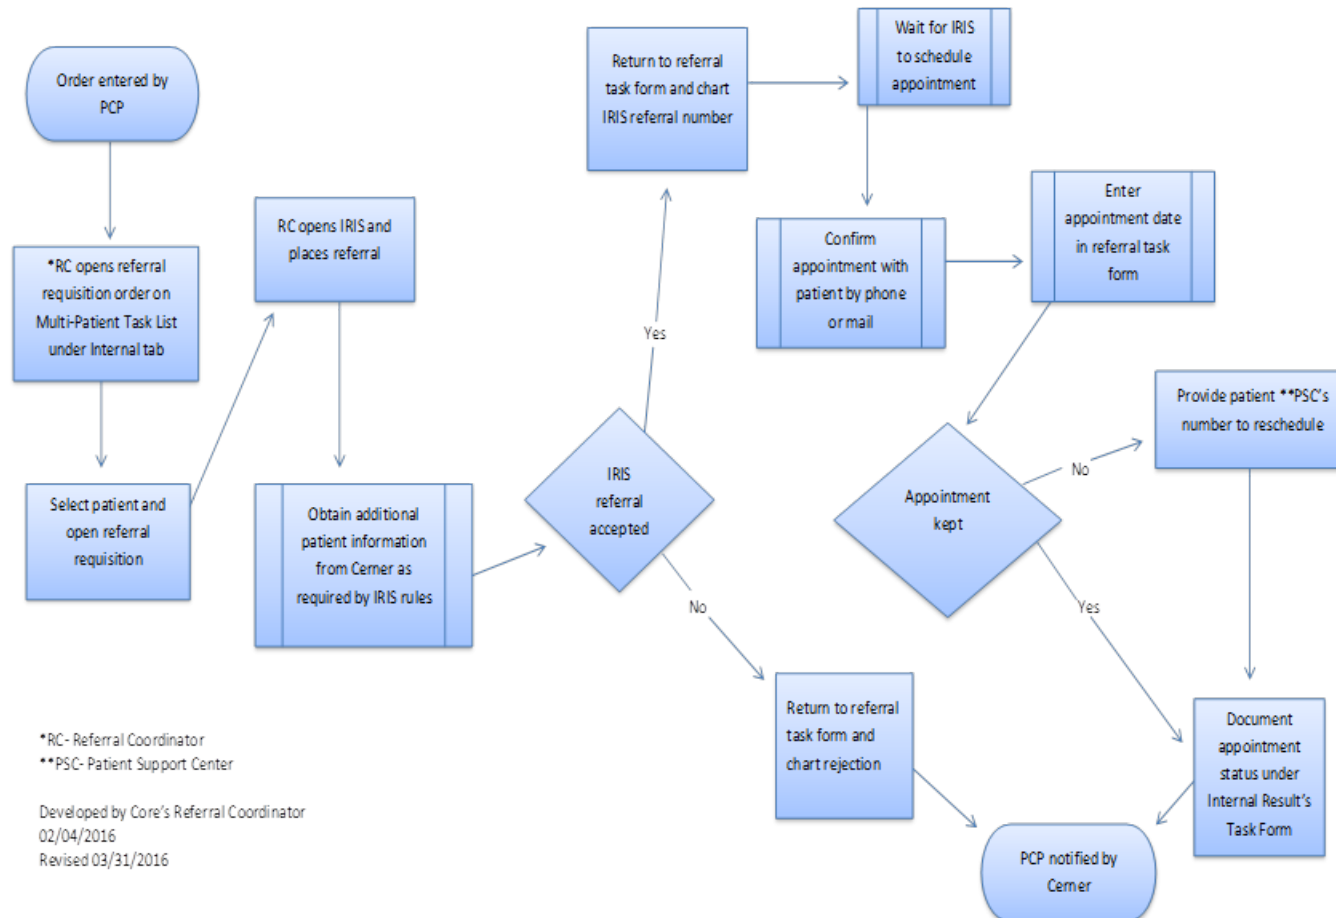 Order entered by
PCP
*RC opens referral
requisition order on
Multi-Patient Task List
under Internal tab
Select patient and
open referral
requisition
RC opens IRIS and
places referral
Obtain additional
patient information
from Cerner as
required by IRIS rules
IRIS
referral
accepted
Yes
No
Return to referral
task form and chart
IRIS referral number
Wait for IRIS
to schedule
appointment
Confirm
appointment with
patient by phone
or mail
Enter
appointment date
in referral task
form
Appointment
kept
No
Yes
Provide patient **PSC's
number to reschedule
Document
appointment
status under
Internal Result's
Task Form
Return to referral
task form and
chart rejection
PCP notified by
Cerner
*RC- Referral Coordinator
**PSC- Patient Support Center
Developed by Core's Referral Coordinator
02/04/2016
Revised 03/31/2016